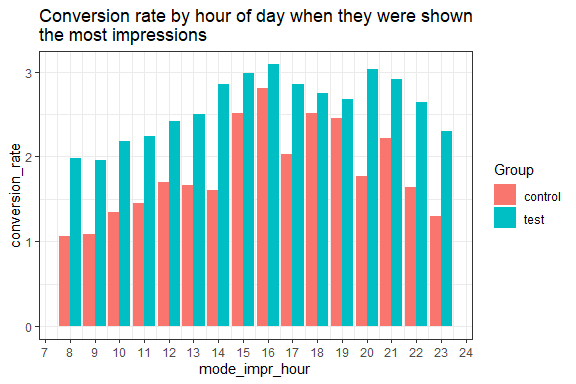 Conversion rate by hour of day when they were shown
the most impressions
conversion_rate
3
2
1
0
7 8 9 10 11 12 13 14 15 16 17 18 19 20 21 22 23 24
mode_impr_hour
Group
control
test